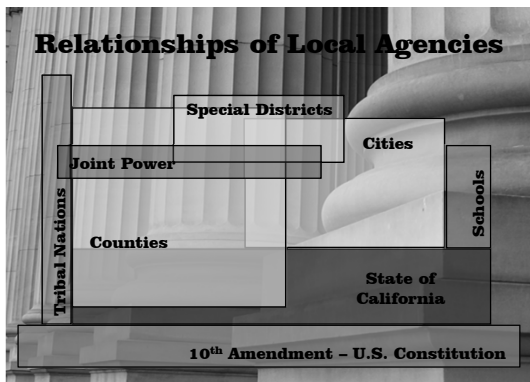 Relationships of Local Agencies
Special Districts
Cities
Joint Power
Tribal Nations
Counties
Schools
State of
California
10th Amendment – U.S. Constitution